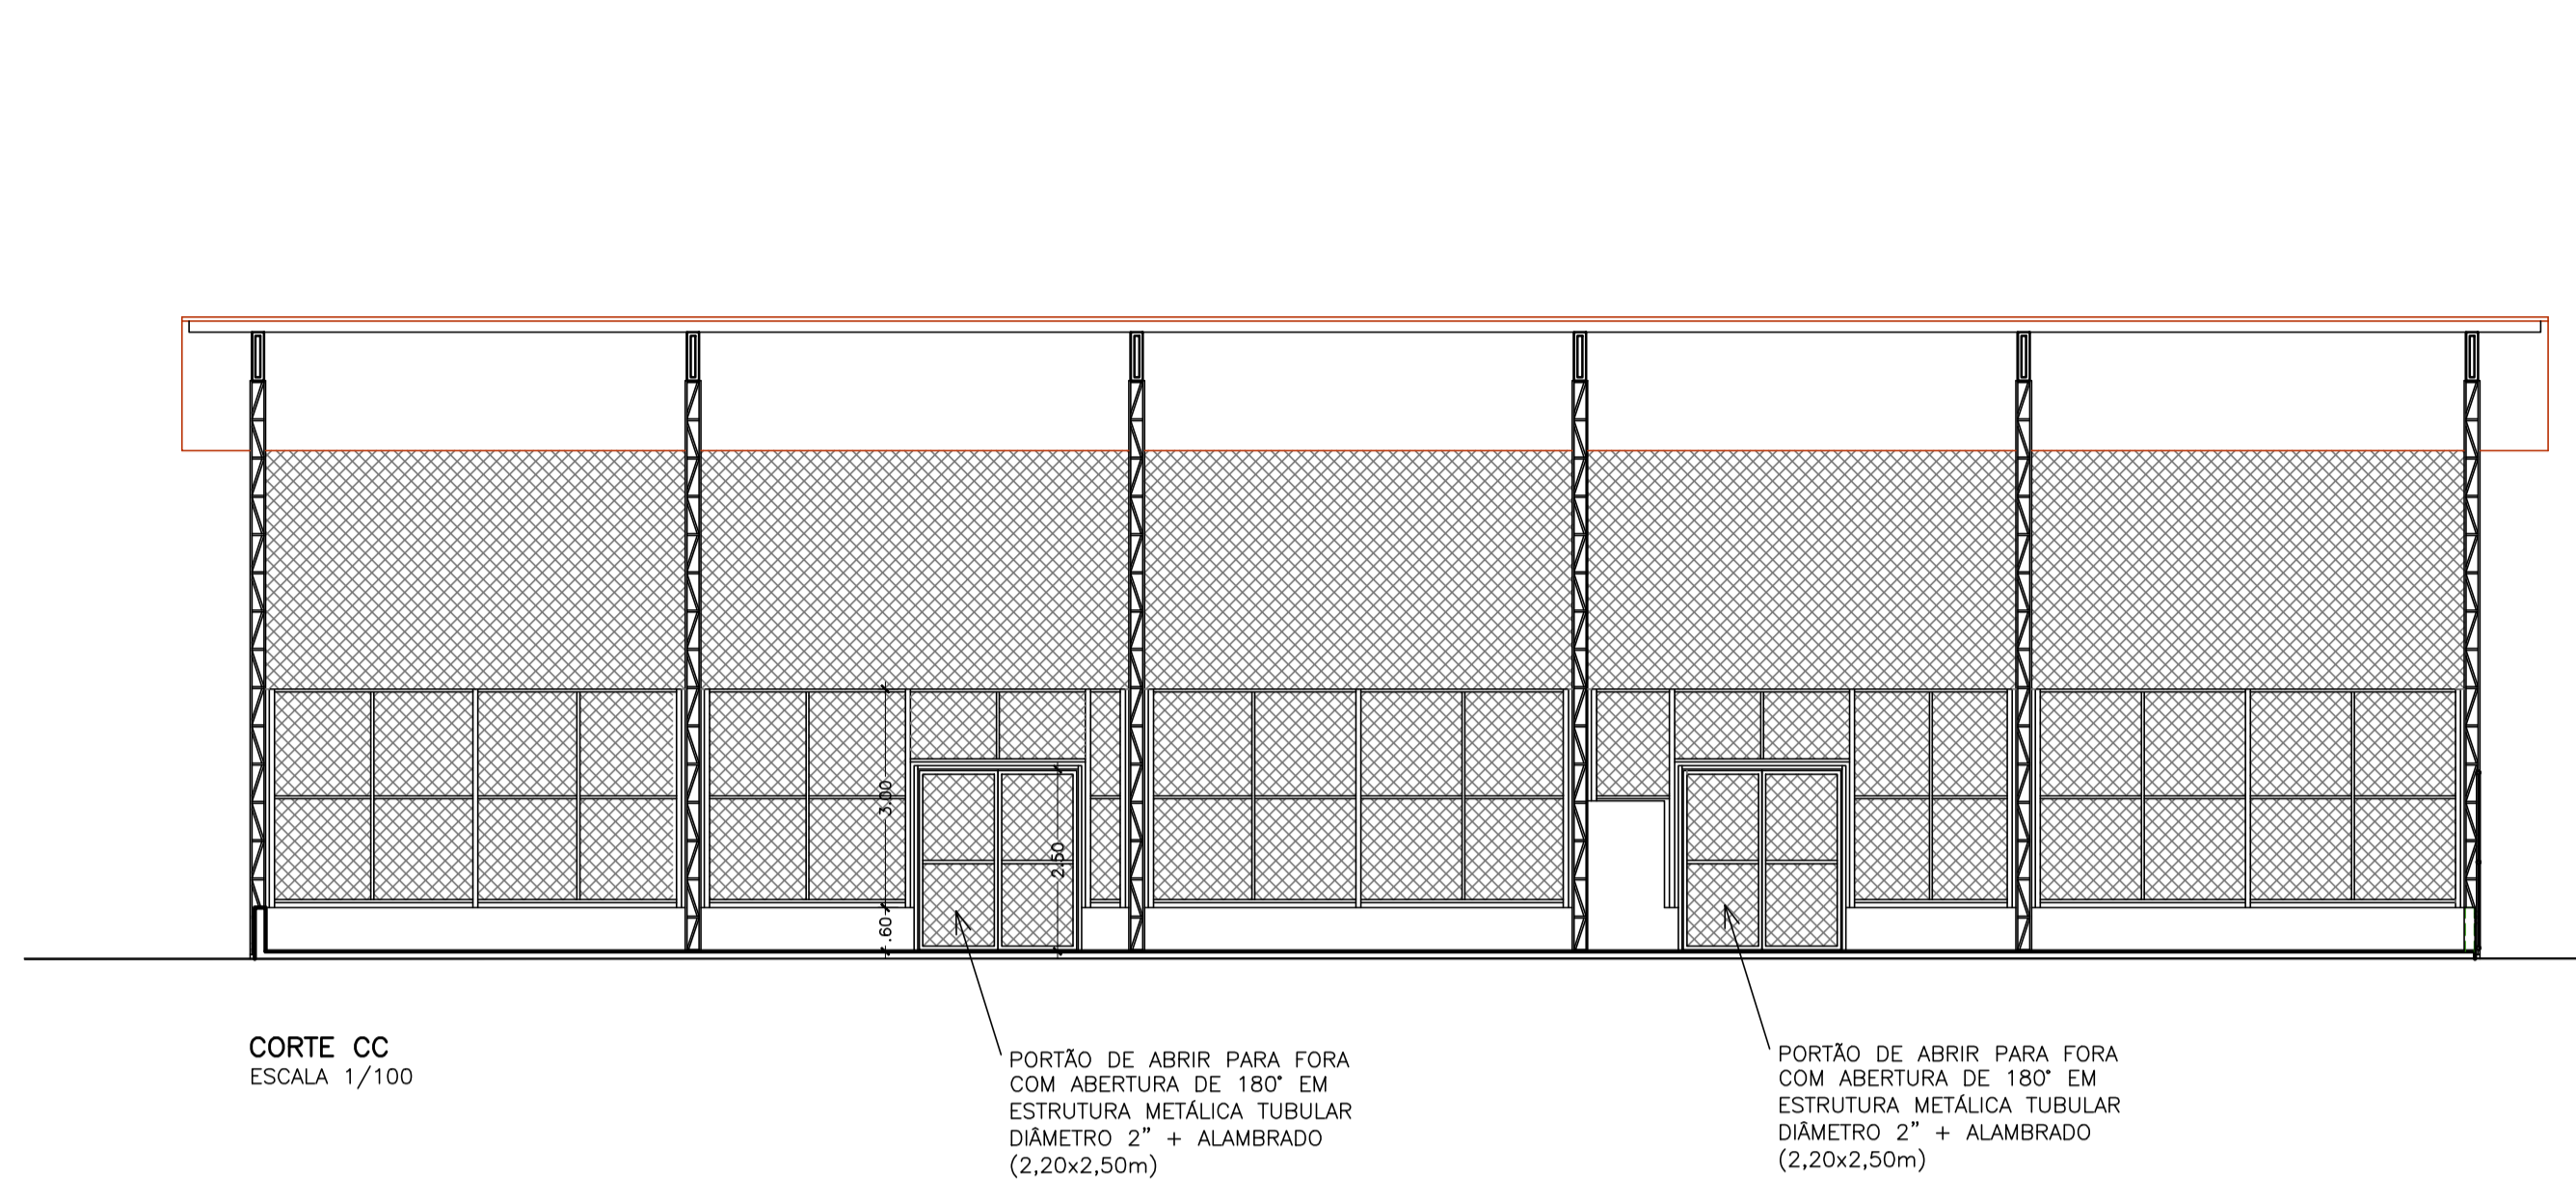 3.00
2.50
.60
CORTE CC
ESCALA 1/100
PORTÃO DE ABRIR PARA FORA
COM ABERTURA DE 180° EM
ESTRUTURA METÁLICA TUBULAR
DIÂMETRO 2" + ALAMBRADO
(2,20x2,50m)
PORTÃO DE ABRIR PARA FORA
COM ABERTURA DE 180° EM
ESTRUTURA METÁLICA TUBULAR
DIÂMETRO 2" + ALAMBRADO
(2,20x2,50m)